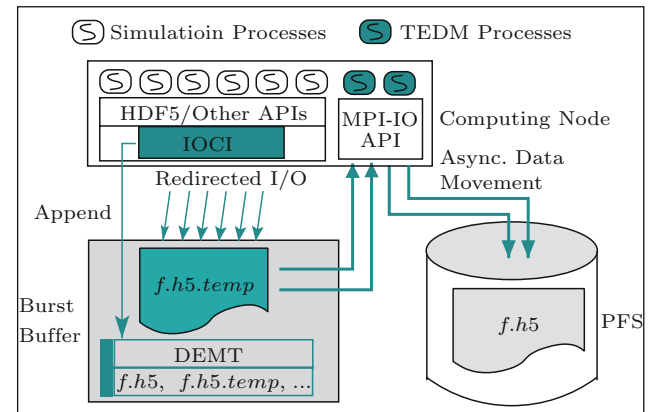 Simulatioin Processes
TEDM Processes
HDF5/Other APIs
IOCI
MPI-IO
API
Computing Node
Async. Data
Movement
Redirected I/O
Append
f.h5.temp
Burst
Buffer
DEMT
f.h5, f.h5.temp, ...
f.h5
PFS